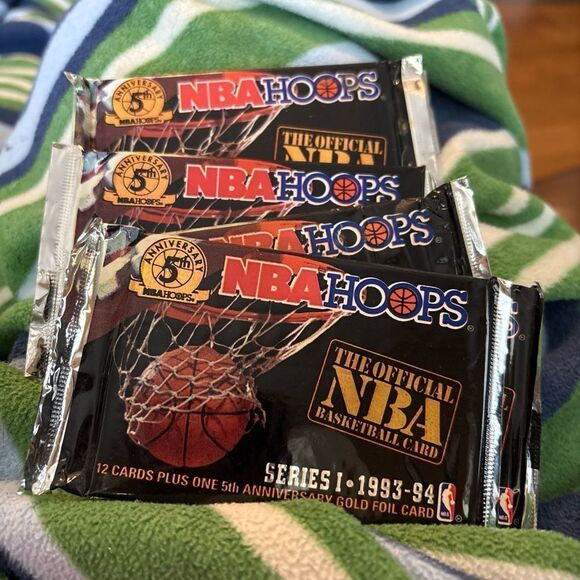 ANNIVERSARY
5th
NBA HOOPS
NBA HOOPS
THE OFFICIAL
NBA
ANNIVERSARY
5th
NBA HOOPS
NBA HOOPS
NBA HOOPS
ANNIVERSARY
5th
NBA HOOPS
NBA HOOPS
THE OFFICIAL
NBA
BASKETBALL CARD
SERIES I • 1993-94
12 CARDS PLUS ONE 5th ANNIVERSARY GOLD FOIL CARD
NBA
NBA